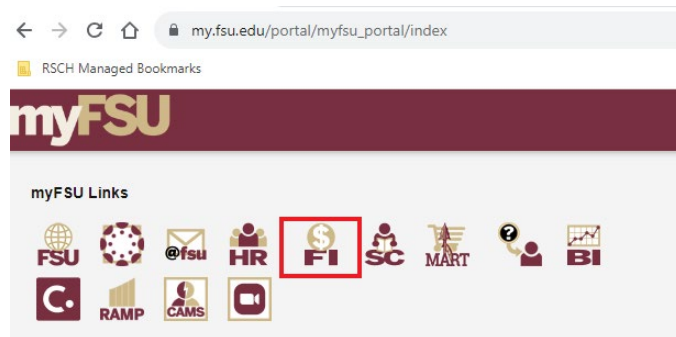 my.fsu.edu/portal/myfsu_portal/index
RSCH Managed Bookmarks
myFSU
myFSU Links
FSU @fsu HR $ FI SC MART ? BI
C. RAMP CAMS